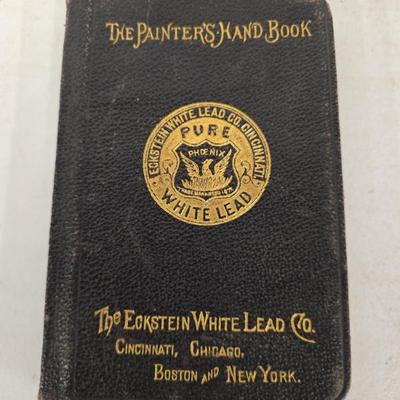 THE PAINTER'S HAND BOOK
ECKSTEIN WHITE LEAD CO. CINCINNATI.
PURE
PHOENIX
WHITE LEAD
The ECKSTEIN WHITE LEAD Co.
CINCINNATI, CHICAGO,
BOSTON AND NEW YORK.